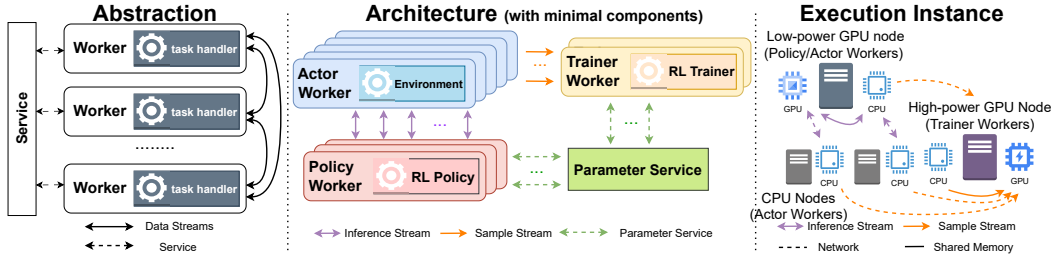 Abstraction
Service
Worker
task handler
Worker
task handler
.........
Worker
task handler
Data Streams
Service
Architecture (with minimal components)
Actor
Worker
Environment
...
Trainer
Worker
RL Trainer
...
...
Policy
Worker
RL Policy
...
Parameter Service
Inference Stream
Sample Stream
Parameter Service
Execution Instance
Low-power GPU node
(Policy/Actor Workers)
GPU
CPU
High-power GPU Node
(Trainer Workers)
CPU
CPU
CPU
GPU
CPU Nodes
(Actor Workers)
Inference Stream
Sample Stream
Network
Shared Memory